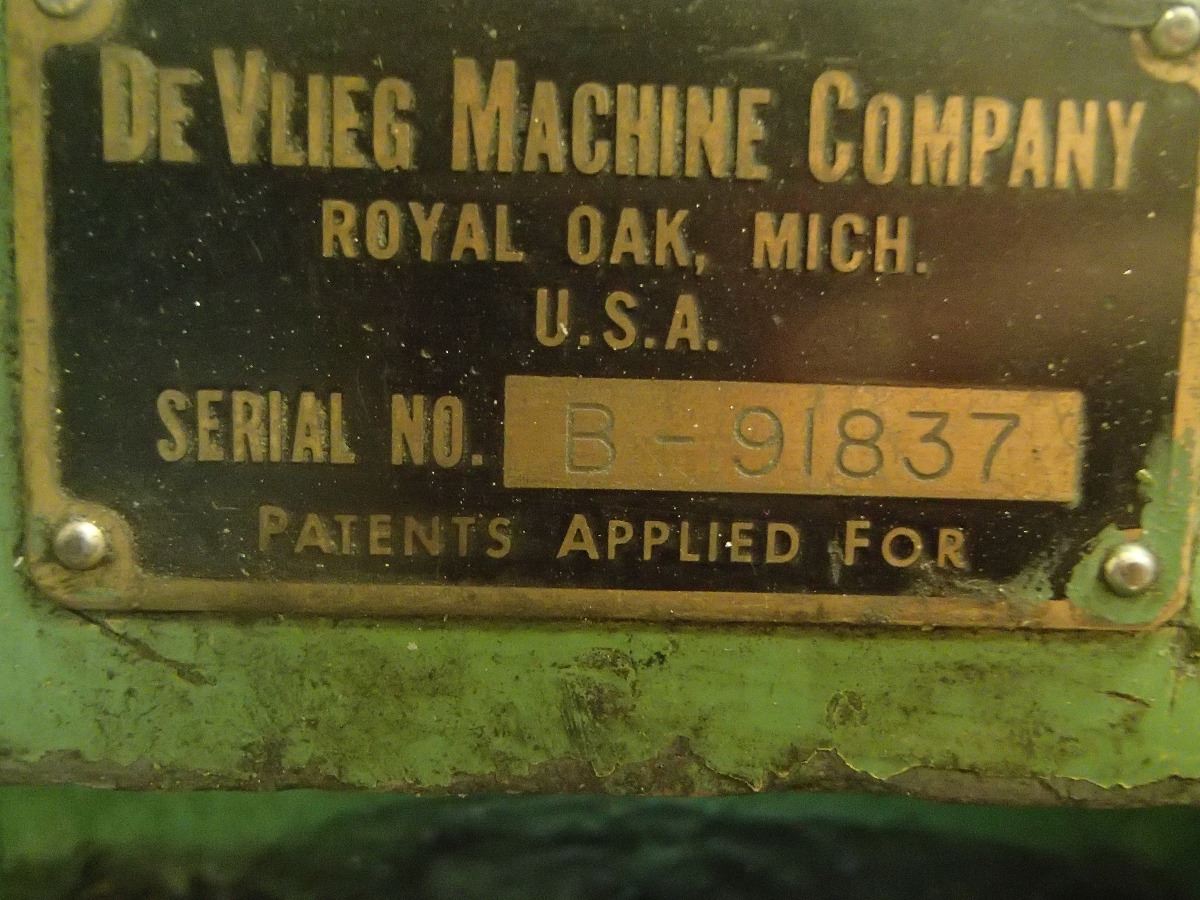 DEVLIEG MACHINE COMPANY
ROYAL OAK, MICH.
U.S.A.
SERIAL NO. B-91837
PATENTS APPLIED FOR